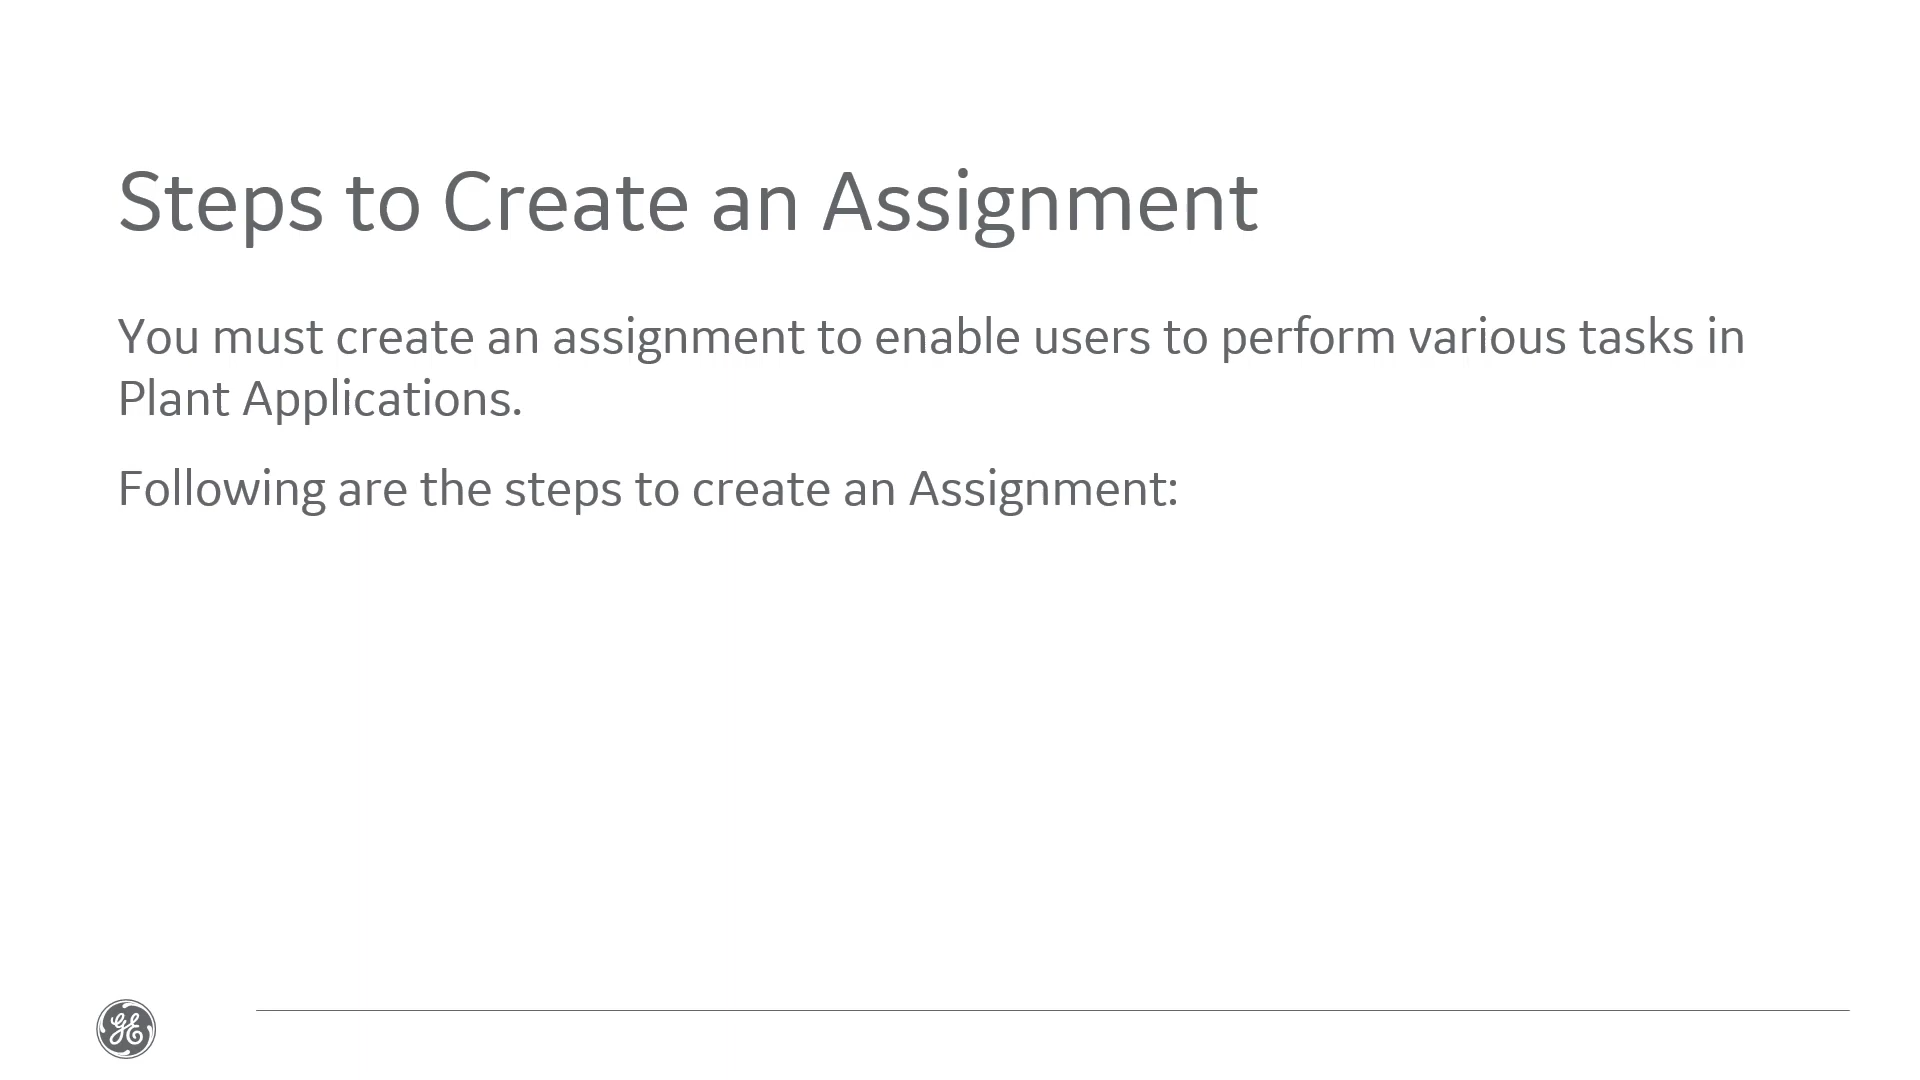 Steps to Create an Assignment
You must create an assignment to enable users to perform various tasks in
Plant Applications.
Following are the steps to create an Assignment:
GE